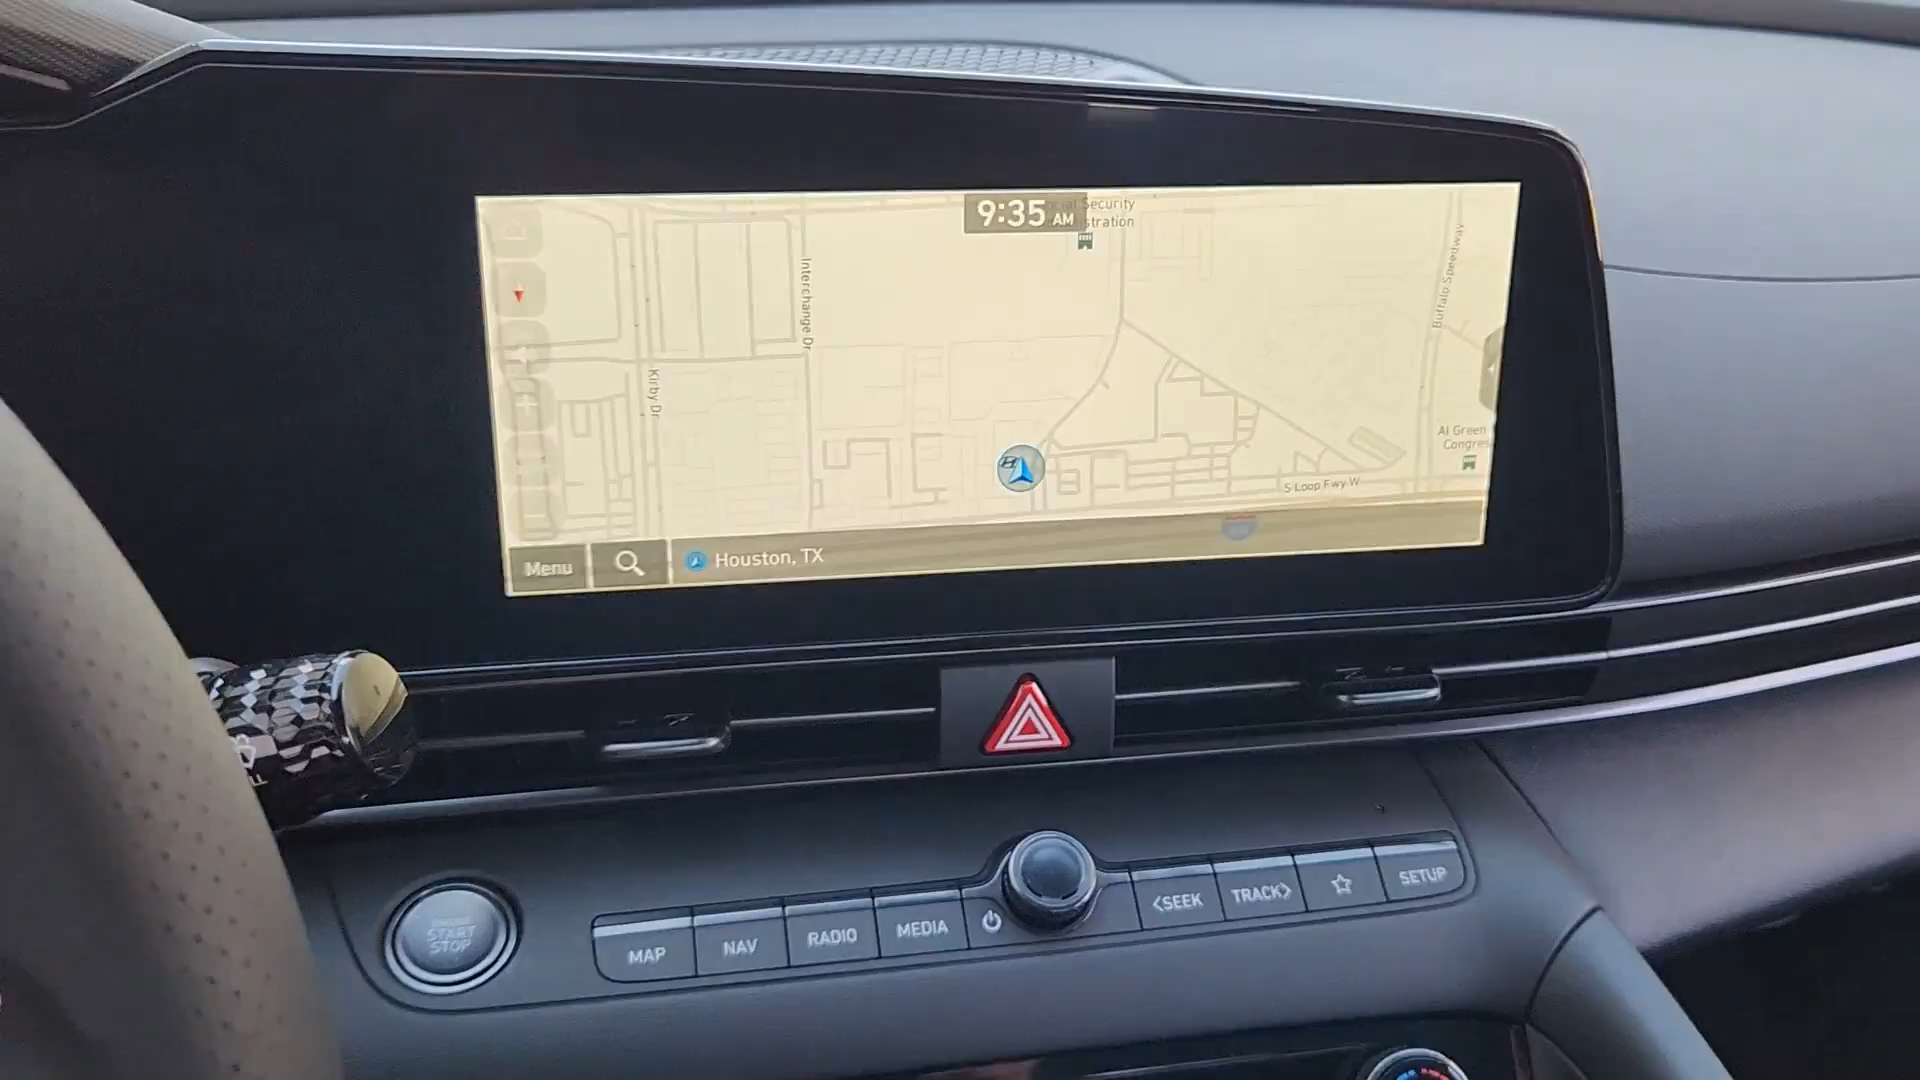 9:35 AM
Security
stration
Interchange Dr
Buffalo Speedway
Kirby Dr
Al Green
Congres
S Loop Fwy W
Menu
Houston, TX
START
STOP
MAP
NAV
RADIO
MEDIA
<SEEK
TRACK>
SETUP